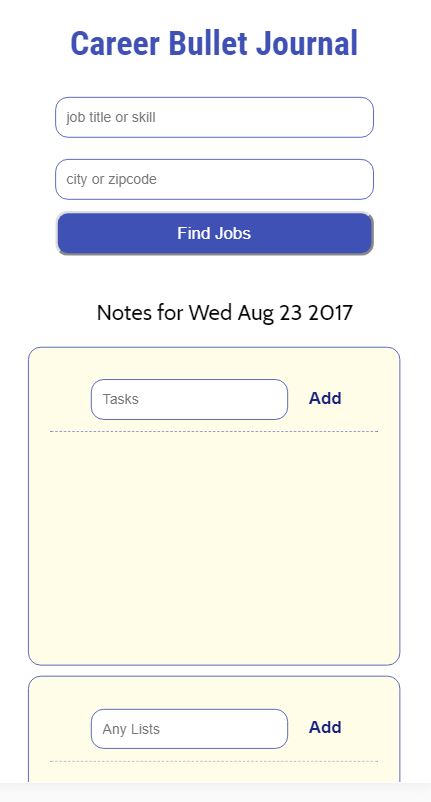 Career Bullet Journal
job title or skill
city or zipcode
Find Jobs
Notes for Wed Aug 23 2017
Tasks Add
Any Lists Add